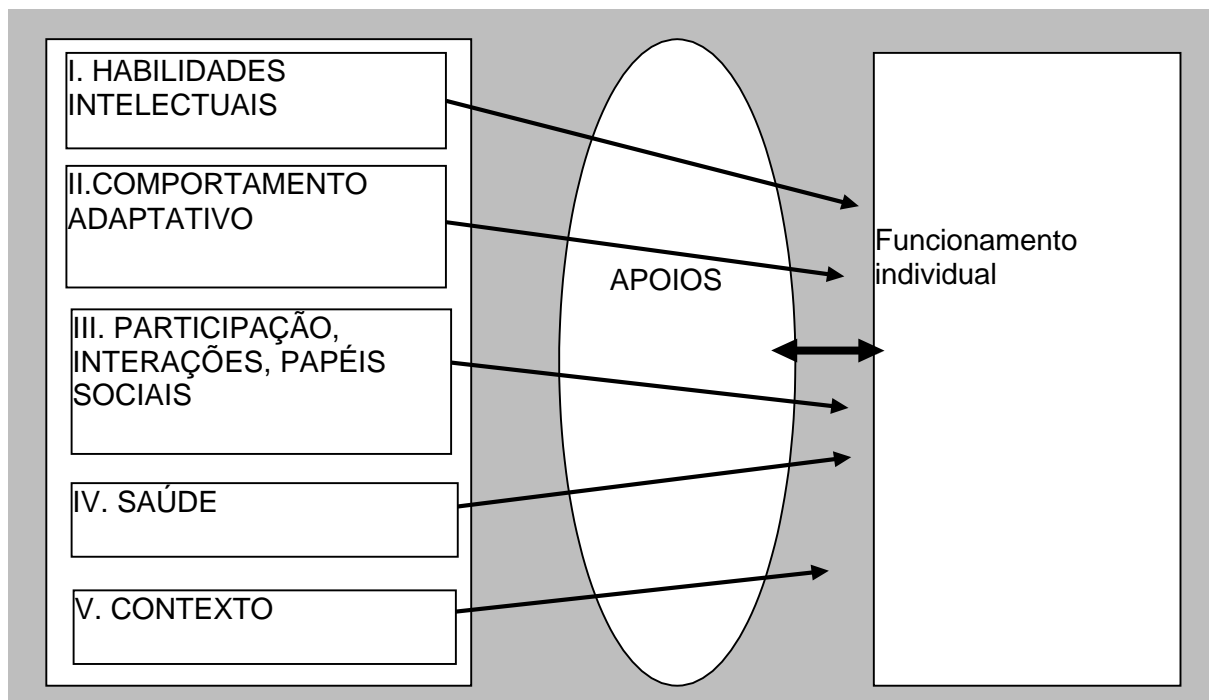 I. HABILIDADES
INTELECTUAIS
II.COMPORTAMENTO
ADAPTATIVO
III. PARTICIPAÇÃO,
INTERAÇÕES, PAPÉIS
SOCIAIS
IV. SAÚDE
V. CONTEXTO
APOIOS
Funcionamento
individual